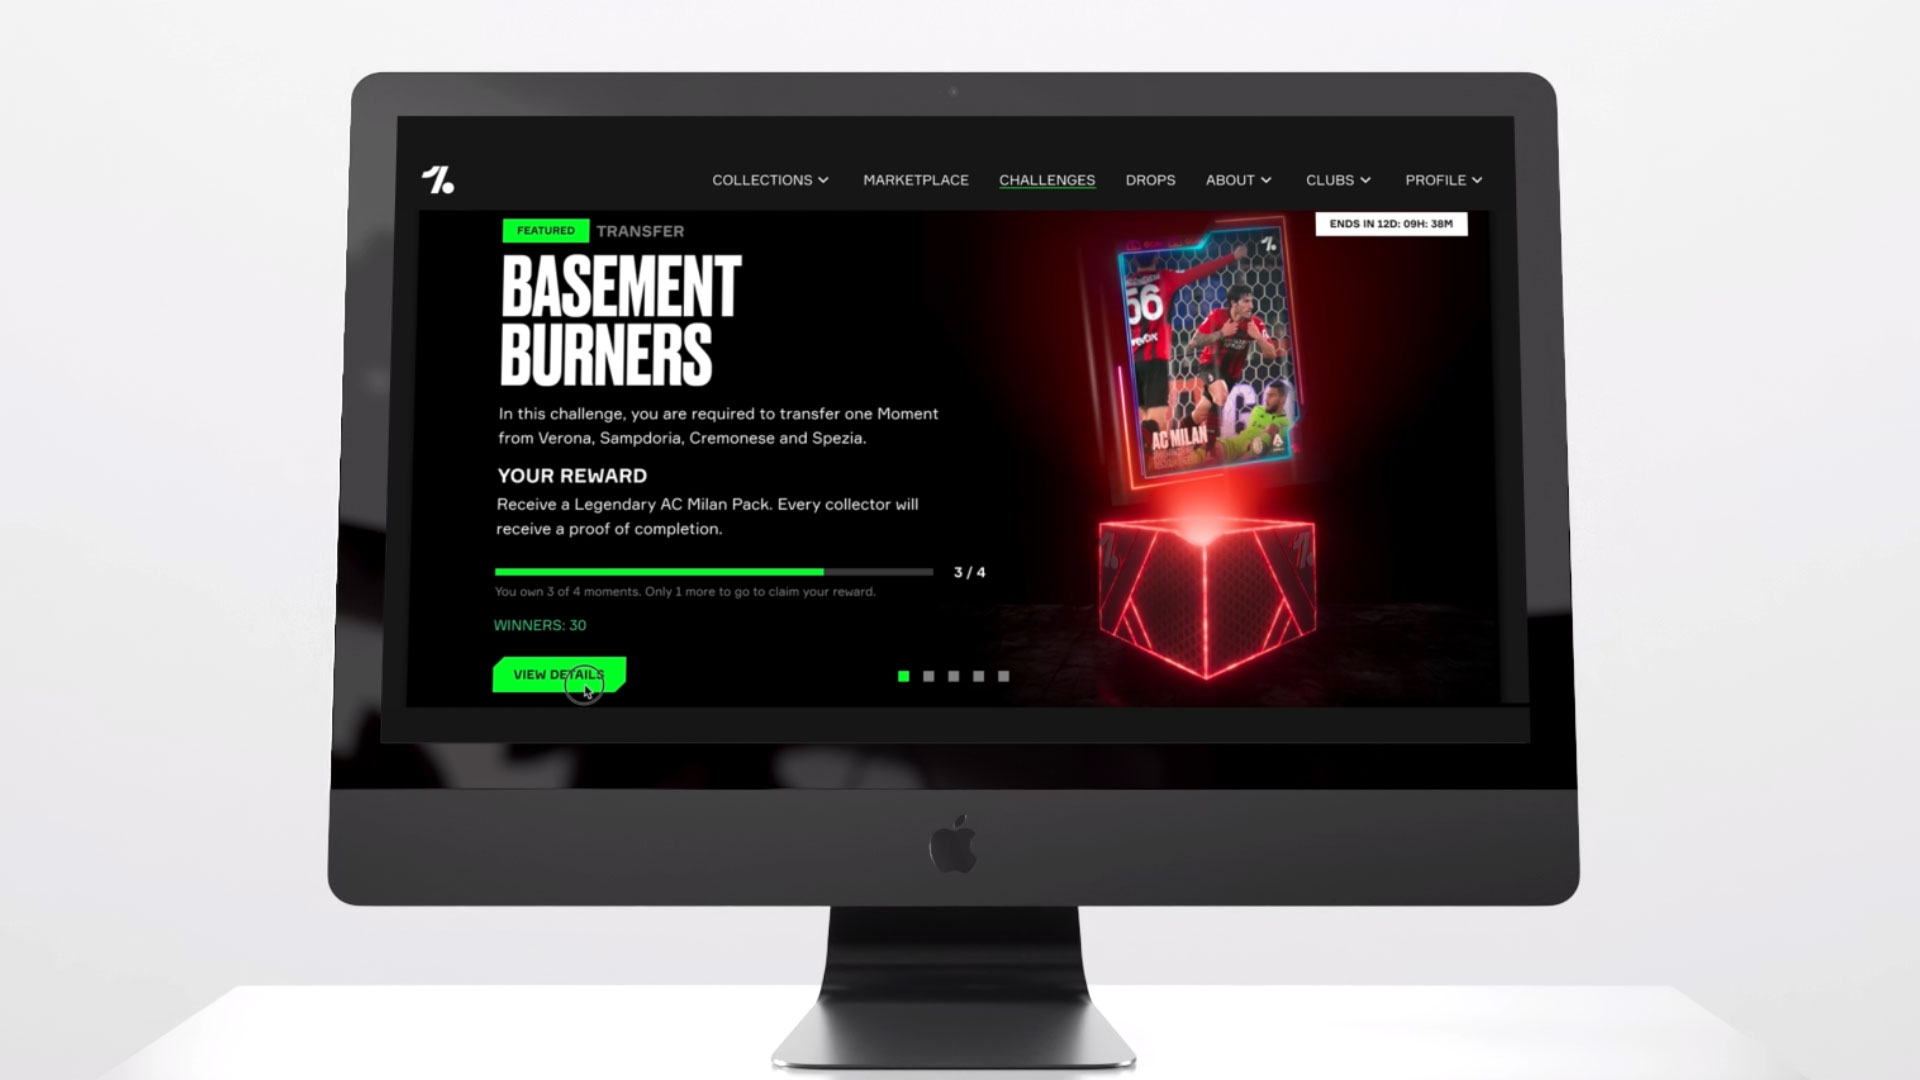 COLLECTIONS MARKETPLACE CHALLENGES DROPS ABOUT CLUBS PROFILE
FEATURED TRANSFER
ENDS IN 12D: 09H: 38M
BASEMENT
BURNERS
In this challenge, you are required to transfer one Moment
from Verona, Sampdoria, Cremonese and Spezia.
YOUR REWARD
Receive a Legendary AC Milan Pack. Every collector will
receive a proof of completion.
3 / 4
You own 3 of 4 moments. Only 1 more to go to claim your reward.
WINNERS: 30
VIEW DETAILS
56
AC MILAN